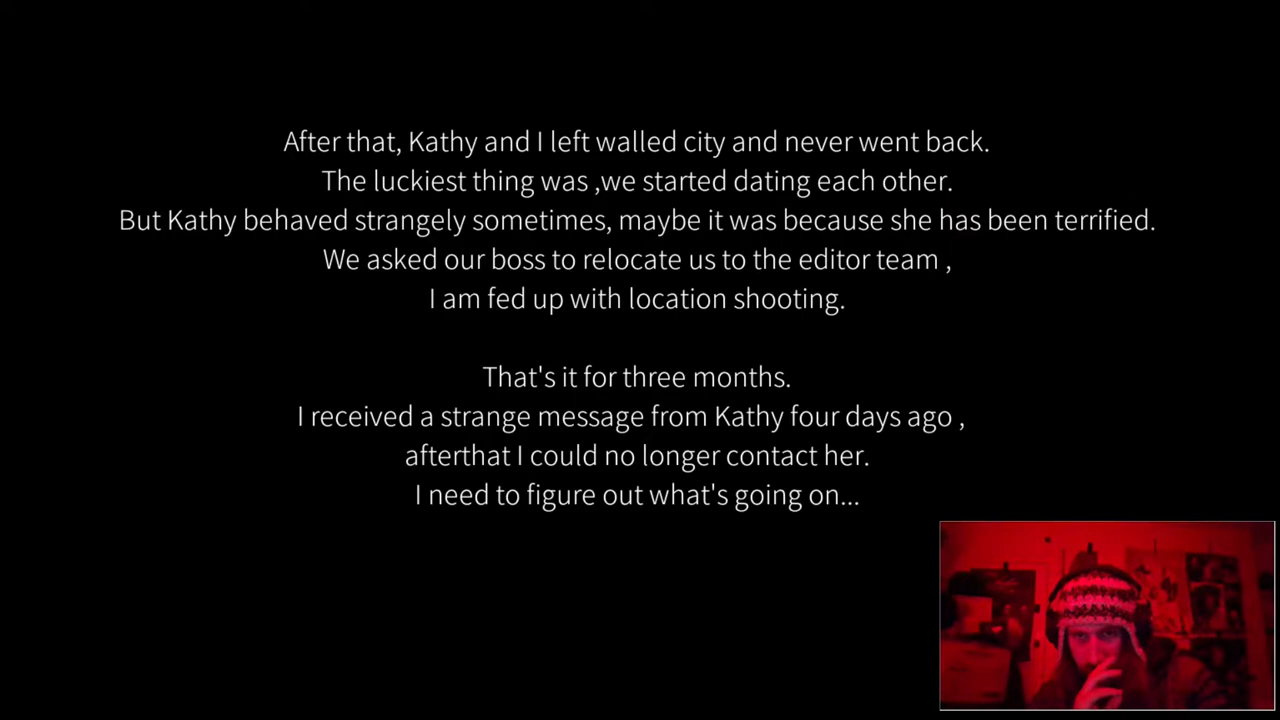 After that, Kathy and I left walled city and never went back.
The luckiest thing was ,we started dating each other.
But Kathy behaved strangely sometimes, maybe it was because she has been terrified.
We asked our boss to relocate us to the editor team ,
I am fed up with location shooting.
That's it for three months.
I received a strange message from Kathy four days ago ,
afterthat I could no longer contact her.
I need to figure out what's going on...